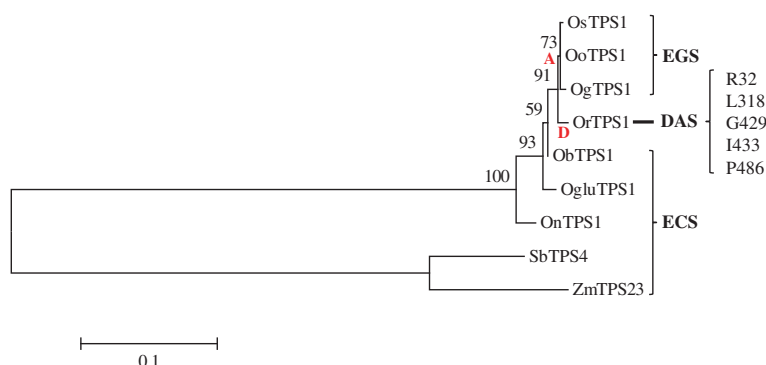 OsTPS1
73
A
OoTPS1
EGS
91
OgTPS1
R32
L318
G429
I433
P486
59
D
OrTPS1
DAS
93
ObTPS1
100
OgluTPS1
OnTPS1
ECS
SbTPS4
ZmTPS23
0.1